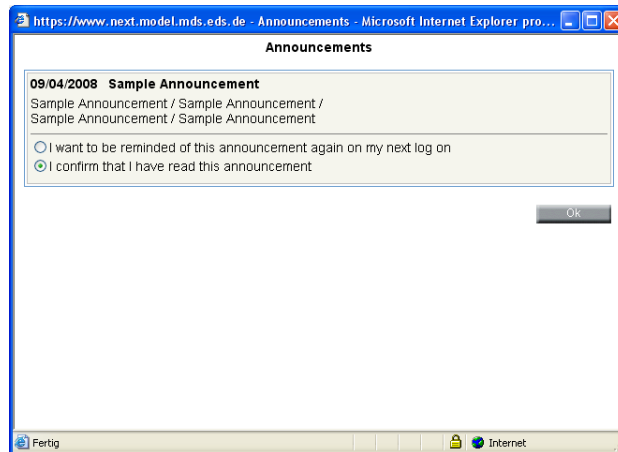 https://www.next.model.mds.eds.de - Announcements - Microsoft Internet Explorer pro...
Announcements
09/04/2008 Sample Announcement
Sample Announcement / Sample Announcement /
Sample Announcement / Sample Announcement
I want to be reminded of this announcement again on my next log on
I confirm that I have read this announcement
Ok
Fertig
Internet